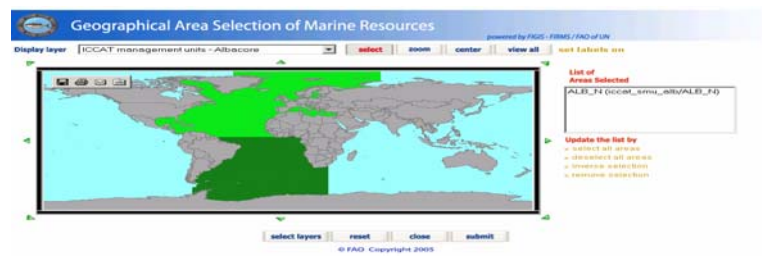 Geographical Area Selection of Marine Resources
powered by FIGIS - FIRMS / FAO of UN
Display layer ICCAT management units - Albacore select zoom center view all set labels on
List of
Areas Selected
ALB_N (iccat_smu_alb/ALB_N)
Update the list by
select all areas
deselect all areas
inverse selection
remove selection
select layers reset close submit
© FAO Copyright 2005